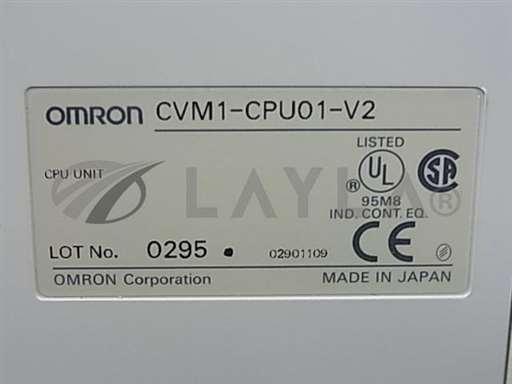 OMRON CVM1-CPU01-V2
LISTED
CPU UNIT
UL
®
SA
LAYLA®
95M8
IND. CONT. EQ.
LOT No. 0295 • 02901109
CE
OMRON Corporation
MADE IN JAPAN